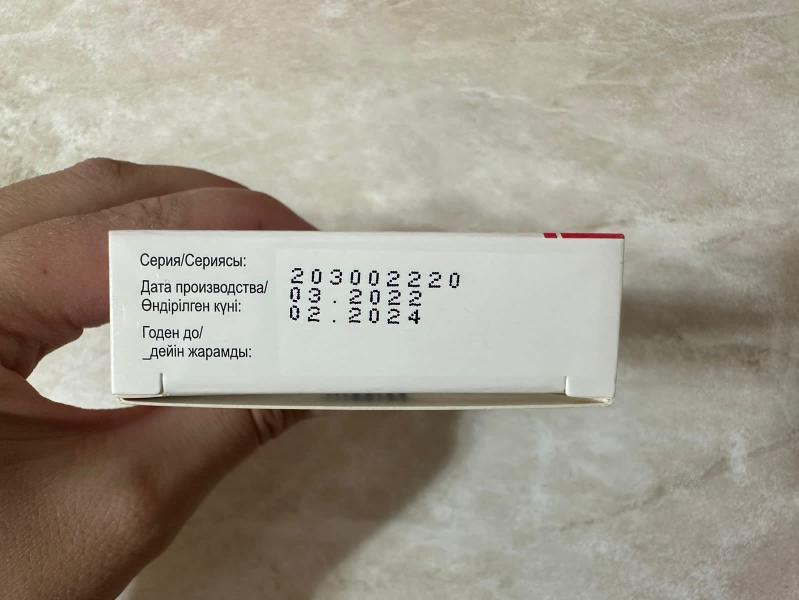 Серия/Сериясы:
203002220
Дата производства/
Өндірілген күні:
03.2022
Годен до/
_дейін жарамды:
02.2024